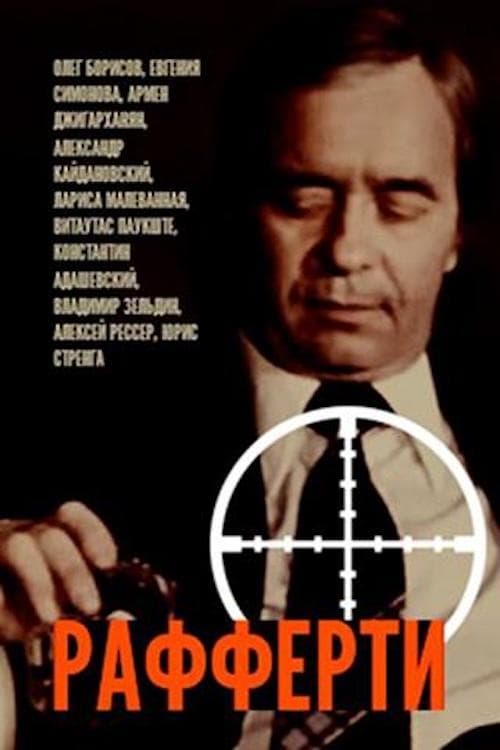 ОЛЕГ БОРИСОВ, ЕВГЕНИЯ
СИМОНОВА, АРМЕН
ДЖИГАРХАНЯН,
АЛЕКСАНДР
КАЙДАНОВСКИЙ,
ЛАРИСА МАЛЕВАННАЯ,
ВИТАУТАС ПАУКШТЕ,
КОНСТАНТИН
АДАШЕВСКИЙ,
ВЛАДИМИР ЗЕЛЬДИН,
АЛЕКСЕЙ РЕССЕР, ЮРИС
СТРЕНГА
РАФФЕРТИ